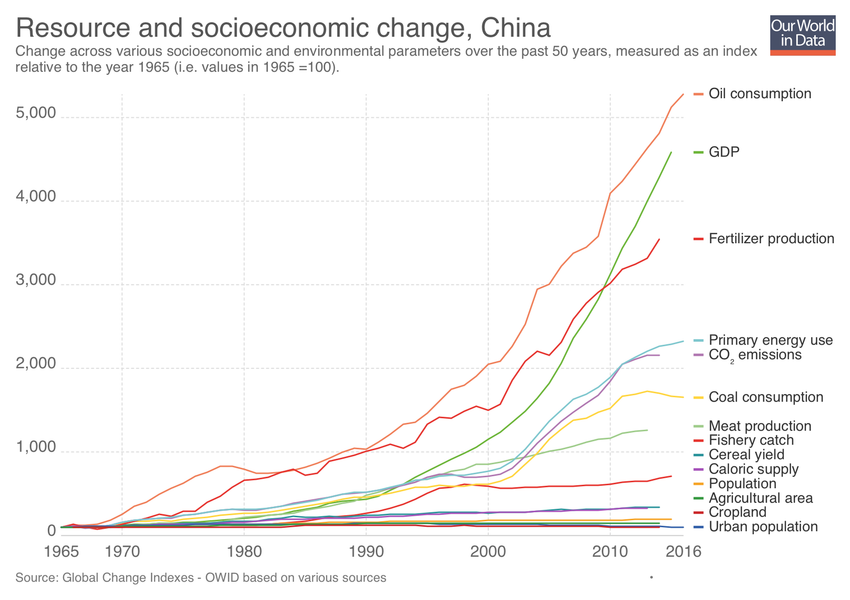 Resource and socioeconomic change, China
Change across various socioeconomic and environmental parameters over the past 50 years, measured as an index
relative to the year 1965 (i.e. values in 1965 =100).
Our World
in Data
5,000
4,000
3,000
2,000
1,000
0
1965
1970
1980
1990
2000
2010
2016
Oil consumption
GDP
Fertilizer production
Primary energy use
CO₂ emissions
Coal consumption
Meat production
Fishery catch
Cereal yield
Caloric supply
Population
Agricultural area
Cropland
Urban population
Source: Global Change Indexes - OWID based on various sources